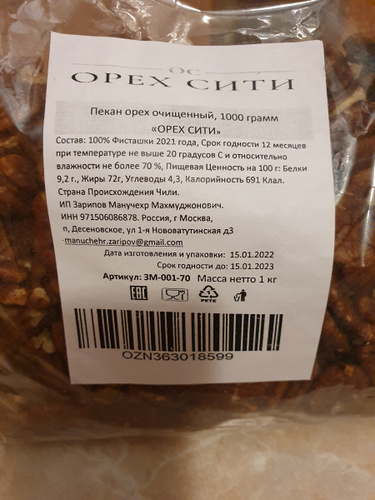 ОС
ОРЕХ СИТИ
Пекан орех очищенный, 1000 грамм
«ОРЕХ СИТИ»
Состав: 100% Фисташки 2021 года, Срок годности 12 месяцев
при температуре не выше 20 градусов С и относительно
влажности не более 70 %, Пищевая Ценность на 100 г: Белки
9,2 г., Жиры 72г, Углеводы 4,3, Калорийность 691 Клал.
Страна Происхождения Чили.
ИП Зарипов Манучехр Махмуджонович.
ИНН 971506086878. Россия, г Москва,
п, Десеновское, ул 1-я Нововатутинская д3
manuchehr.zaripov@gmail.com
Дата изготовления и упаковки: 15.01.2022
Срок годности до: 15.01.2023
Артикул: ЗМ-001-70 Масса нетто 1 кг
EAC
1
PETE
OZN363018599